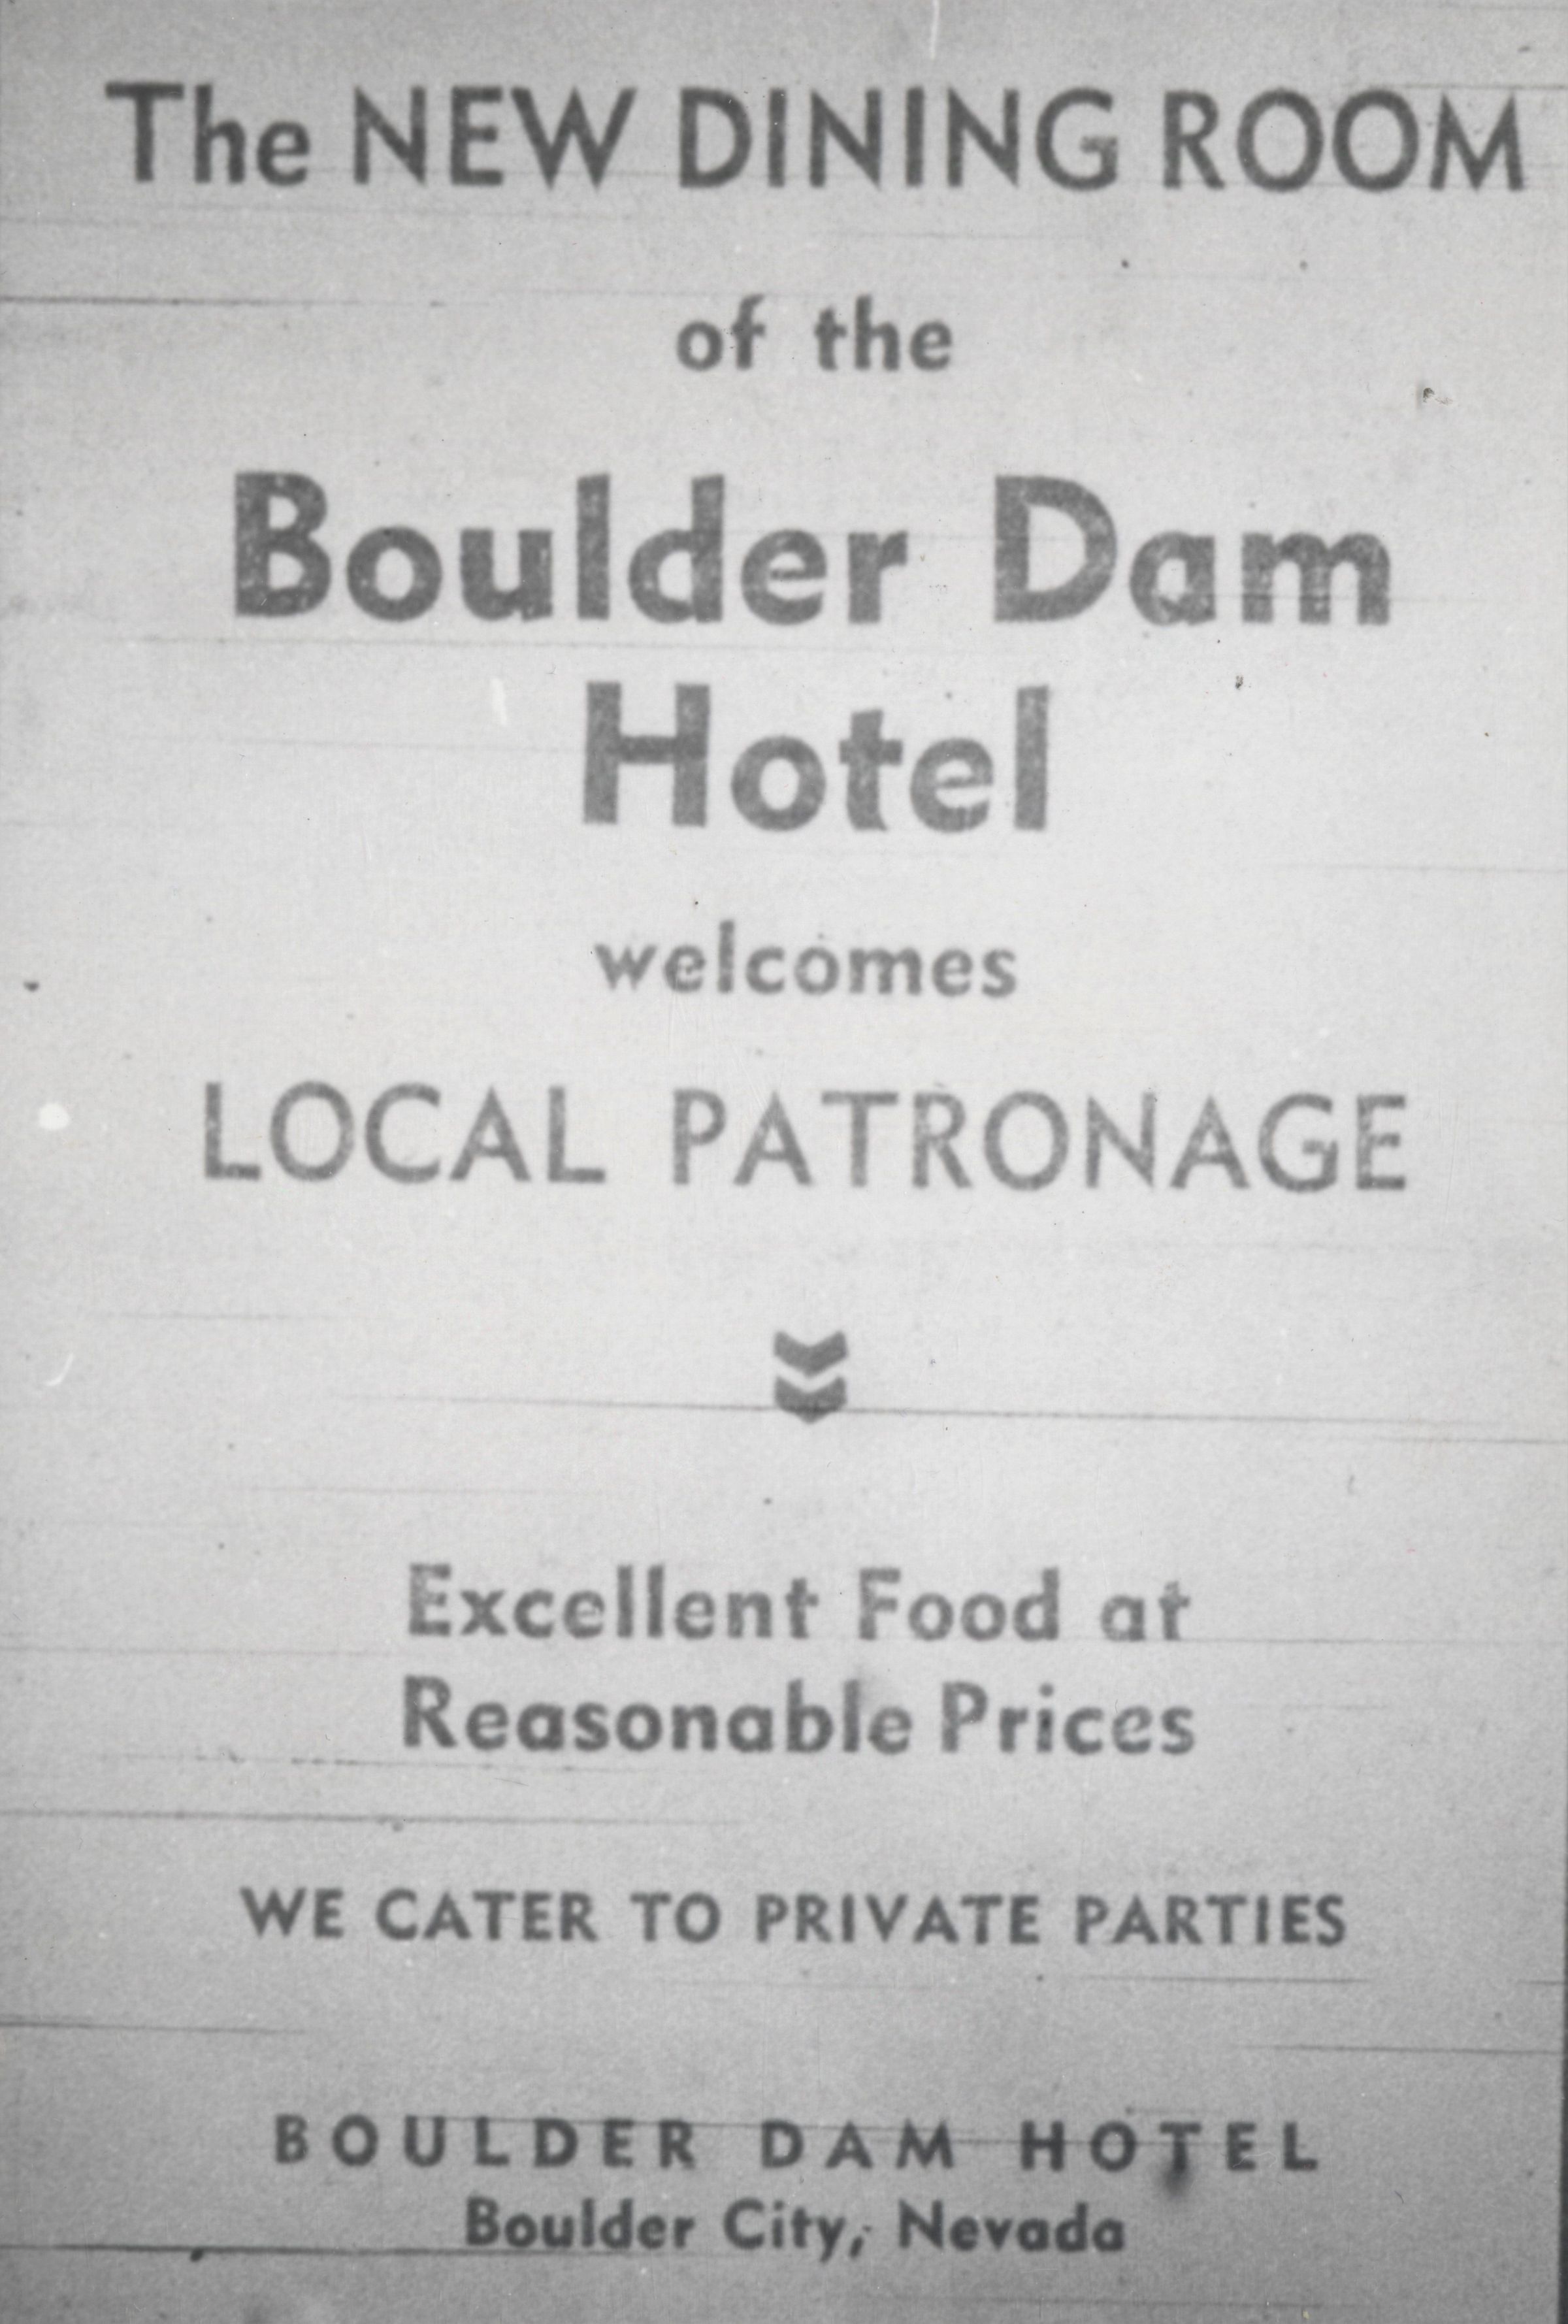 The NEW DINING ROOM
of the
Boulder Dam
Hotel
welcomes
LOCAL PATRONAGE
Excellent Food at
Reasonable Prices
WE CATER TO PRIVATE PARTIES
BOULDER DAM HOTEL
Boulder City, Nevada